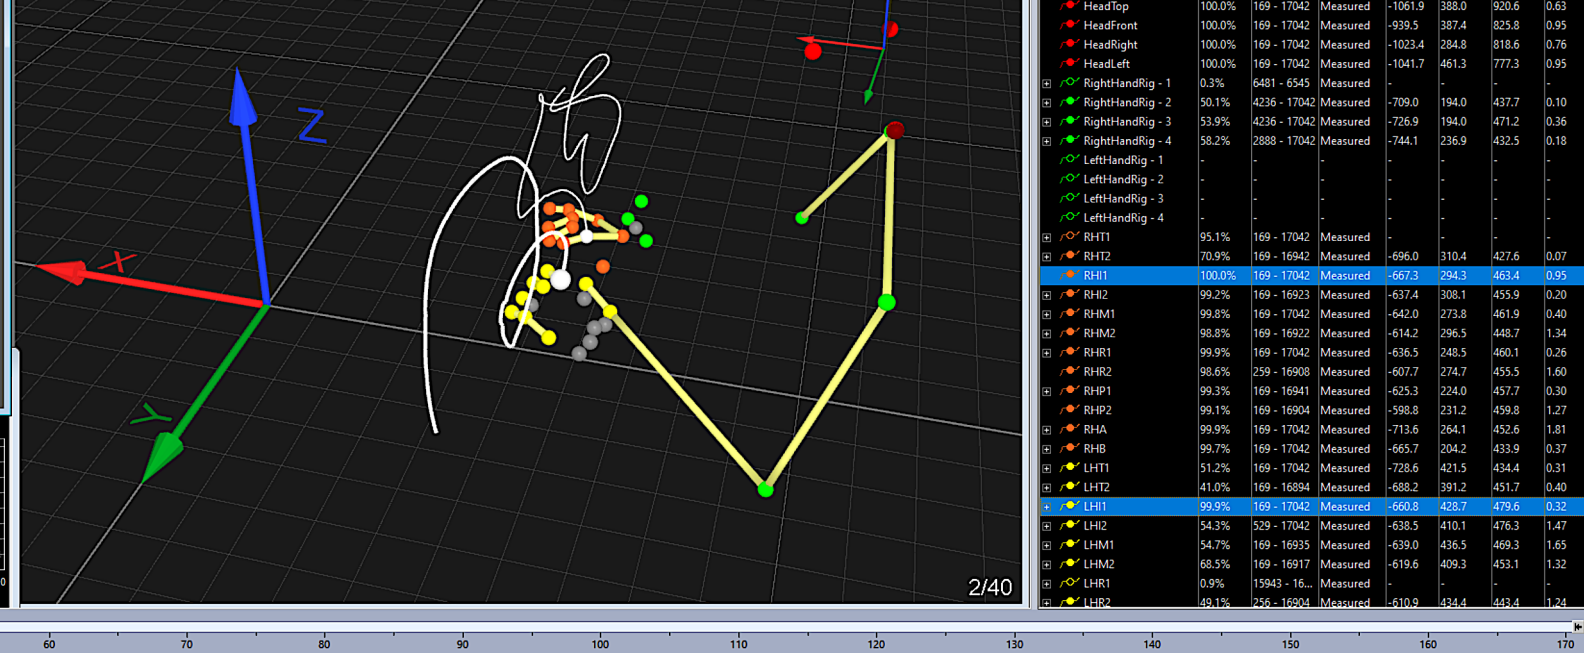 Z
X
Y
2/40
HeadTop 100.0% 169 - 17042 Measured -1061.9 388.0 920.6 0.63
HeadFront 100.0% 169 - 17042 Measured -939.5 387.4 825.8 0.95
HeadRight 100.0% 169 - 17042 Measured -1023.4 284.8 818.6 0.76
HeadLeft 100.0% 169 - 17042 Measured -1041.7 461.3 777.3 0.95
RightHandRig - 1 0.3% 6481 - 6545 Measured - - - -
RightHandRig - 2 50.1% 4236 - 17042 Measured -709.0 194.0 437.7 0.10
RightHandRig - 3 53.9% 4236 - 17042 Measured -726.9 194.0 471.2 0.36
RightHandRig - 4 58.2% 2888 - 17042 Measured -744.1 236.9 432.5 0.18
LeftHandRig - 1 - - - - - - -
LeftHandRig - 2 - - - - - - -
LeftHandRig - 3 - - - - - - -
LeftHandRig - 4 - - - - - - -
RHT1 95.1% 169 - 17042 Measured - - - -
RHT2 70.9% 169 - 16942 Measured -696.0 310.4 427.6 0.07
RHI1 100.0% 169 - 17042 Measured -667.3 294.3 463.4 0.95
RHI2 99.2% 169 - 16923 Measured -637.4 308.1 455.9 0.20
RHM1 99.8% 169 - 17042 Measured -642.0 273.8 461.9 0.40
RHM2 98.8% 169 - 16922 Measured -614.2 296.5 448.7 1.34
RHR1 99.9% 169 - 17042 Measured -636.5 248.5 460.1 0.26
RHR2 98.6% 259 - 16908 Measured -607.7 274.7 455.5 1.60
RHP1 99.3% 169 - 16941 Measured -625.3 224.0 457.7 0.30
RHP2 99.1% 169 - 16904 Measured -598.8 231.2 459.8 1.27
RHA 99.9% 169 - 17042 Measured -713.6 264.1 452.6 1.81
RHB 99.7% 169 - 17042 Measured -665.7 204.2 433.9 0.37
LHT1 51.2% 169 - 17042 Measured -728.6 421.5 434.4 0.31
LHT2 41.0% 169 - 16894 Measured -688.2 391.2 451.7 0.40
LHI1 99.9% 169 - 17042 Measured -660.8 428.7 479.6 0.32
LHI2 54.3% 529 - 17042 Measured -638.5 410.1 476.3 1.47
LHM1 54.7% 169 - 16935 Measured -639.0 436.5 469.3 1.65
LHM2 68.5% 169 - 16917 Measured -619.6 409.3 453.1 1.32
LHR1 0.9% 15943 - 16... Measured - - - -
LHR2 49.1% 256 - 16904 Measured -610.9 434.4 443.4 1.24
0
60 70 80 90 100 110 120 130 140 150 160 170